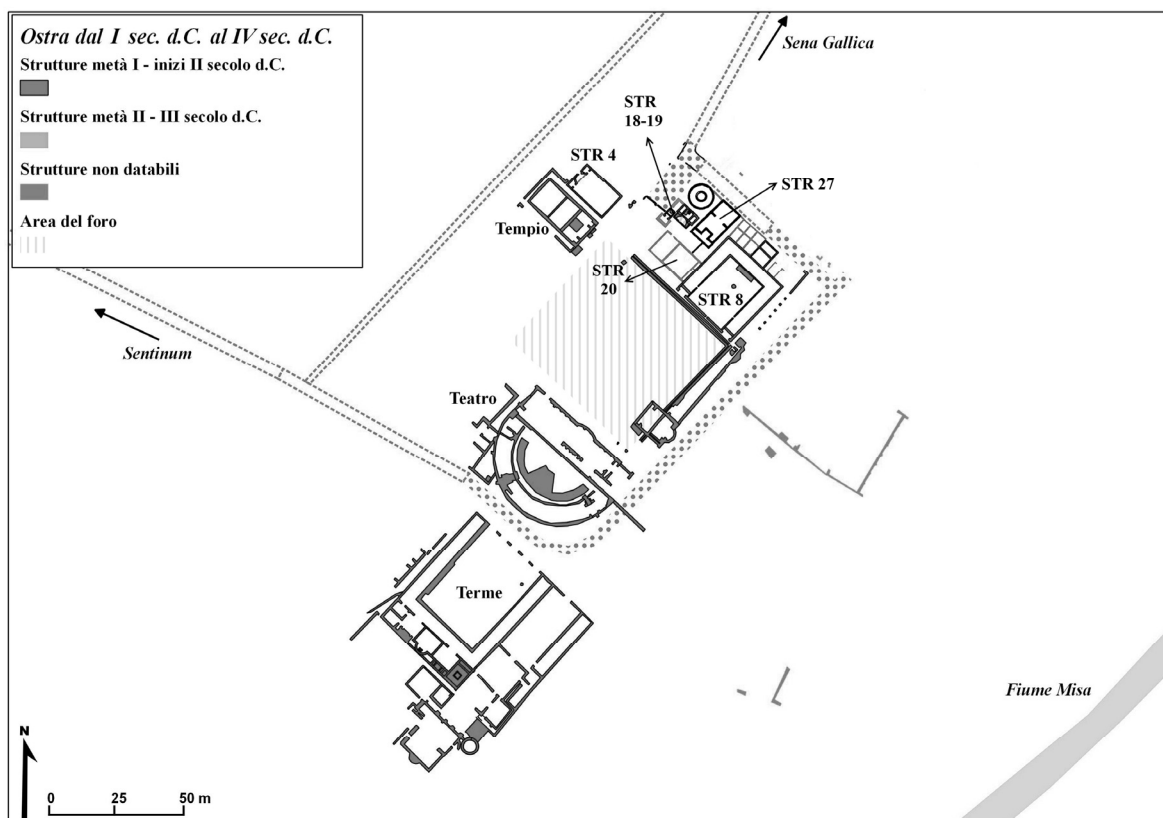 Ostra dal I sec. d.C. al IV sec. d.C.
Strutture metà I - inizi II secolo d.C.
Strutture metà II - III secolo d.C.
Strutture non databili
Area del foro
Sena Gallica
STR
18-19
STR 4
STR 27
Tempio
STR
20
STR 8
Sentinum
Teatro
Terme
Fiume Misa
N
0 25 50 m